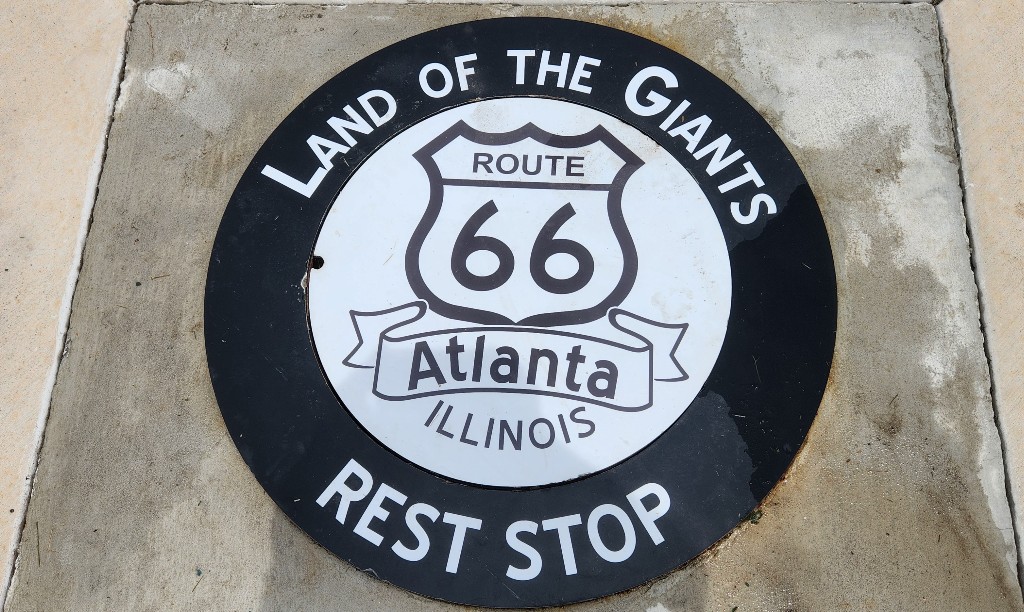 LAND OF THE GIANTS
ROUTE
66
Atlanta
ILLINOIS
REST STOP